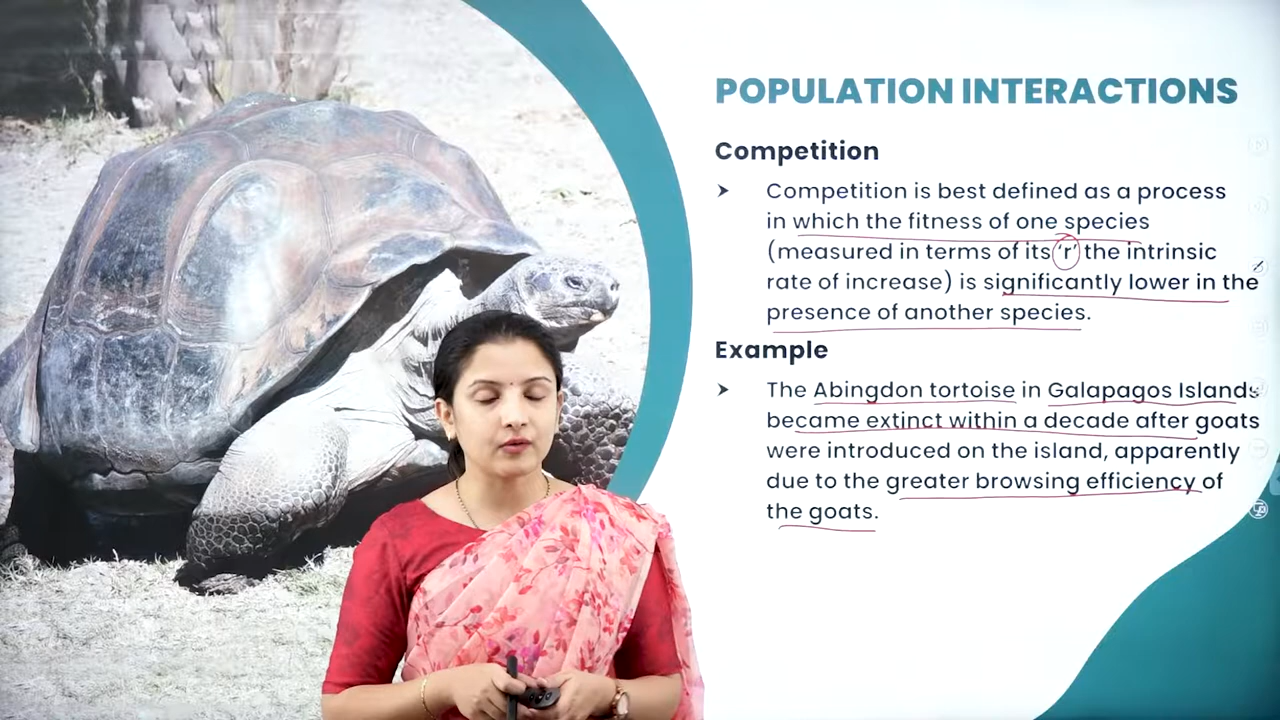 POPULATION INTERACTIONS
Competition
➤ Competition is best defined as a process
in which the fitness of one species
(measured in terms of its 'r' the intrinsic
rate of increase) is significantly lower in the
presence of another species.
Example
➤ The Abingdon tortoise in Galapagos Islands
became extinct within a decade after goats
were introduced on the island, apparently
due to the greater browsing efficiency of
the goats.